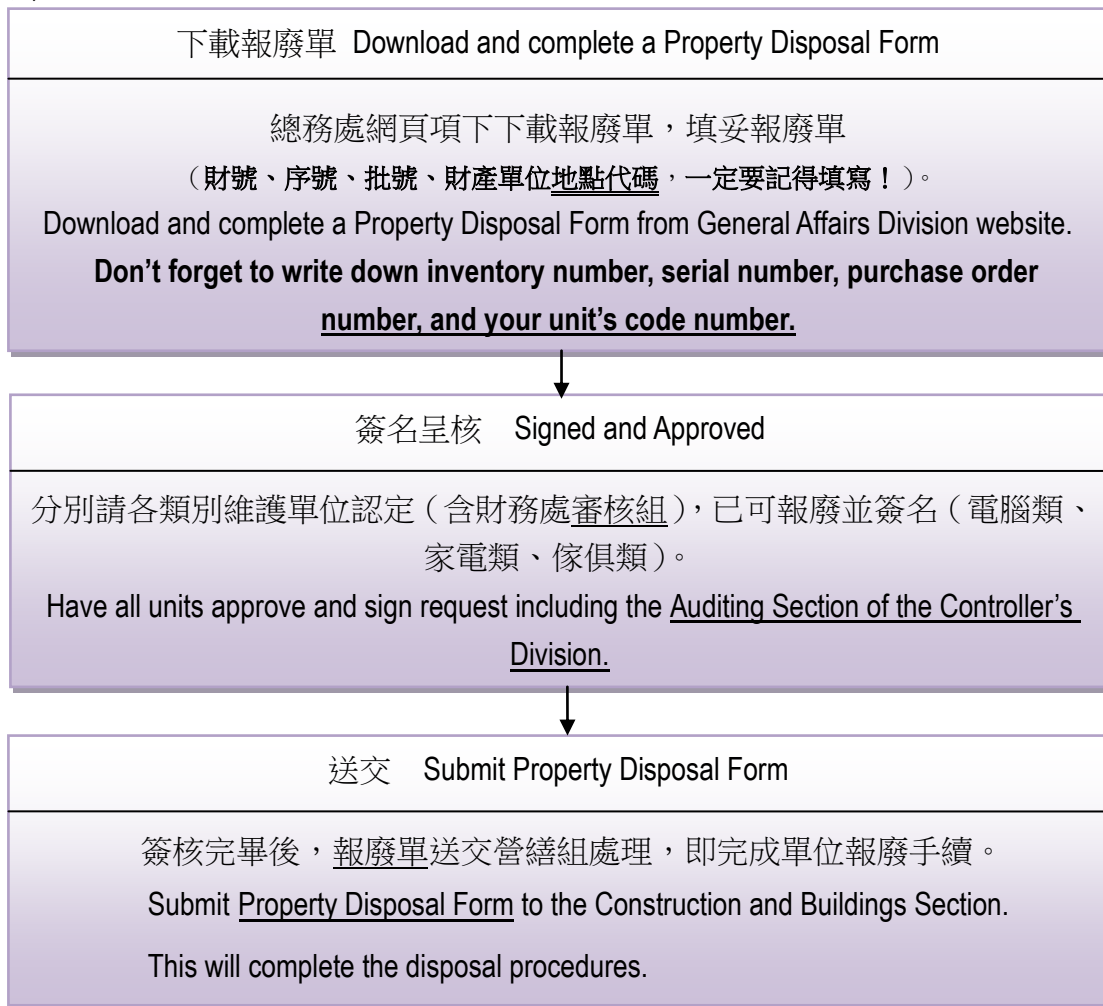 下載報廢單 Download and complete a Property Disposal Form
總務處網頁項下下載報廢單，填妥報廢單
（財號、序號、批號、財產單位地點代碼，一定要記得填寫！）。
Download and complete a Property Disposal Form from General Affairs Division website.
Don’t forget to write down inventory number, serial number, purchase order
number, and your unit’s code number.
簽名呈核 Signed and Approved
分別請各類別維護單位認定（含財務處審核組），已可報廢並簽名（電腦類、
家電類、傢俱類）。
Have all units approve and sign request including the Auditing Section of the Controller’s
Division.
送交 Submit Property Disposal Form
簽核完畢後，報廢單送交營繕組處理，即完成單位報廢手續。
Submit Property Disposal Form to the Construction and Buildings Section.
This will complete the disposal procedures.